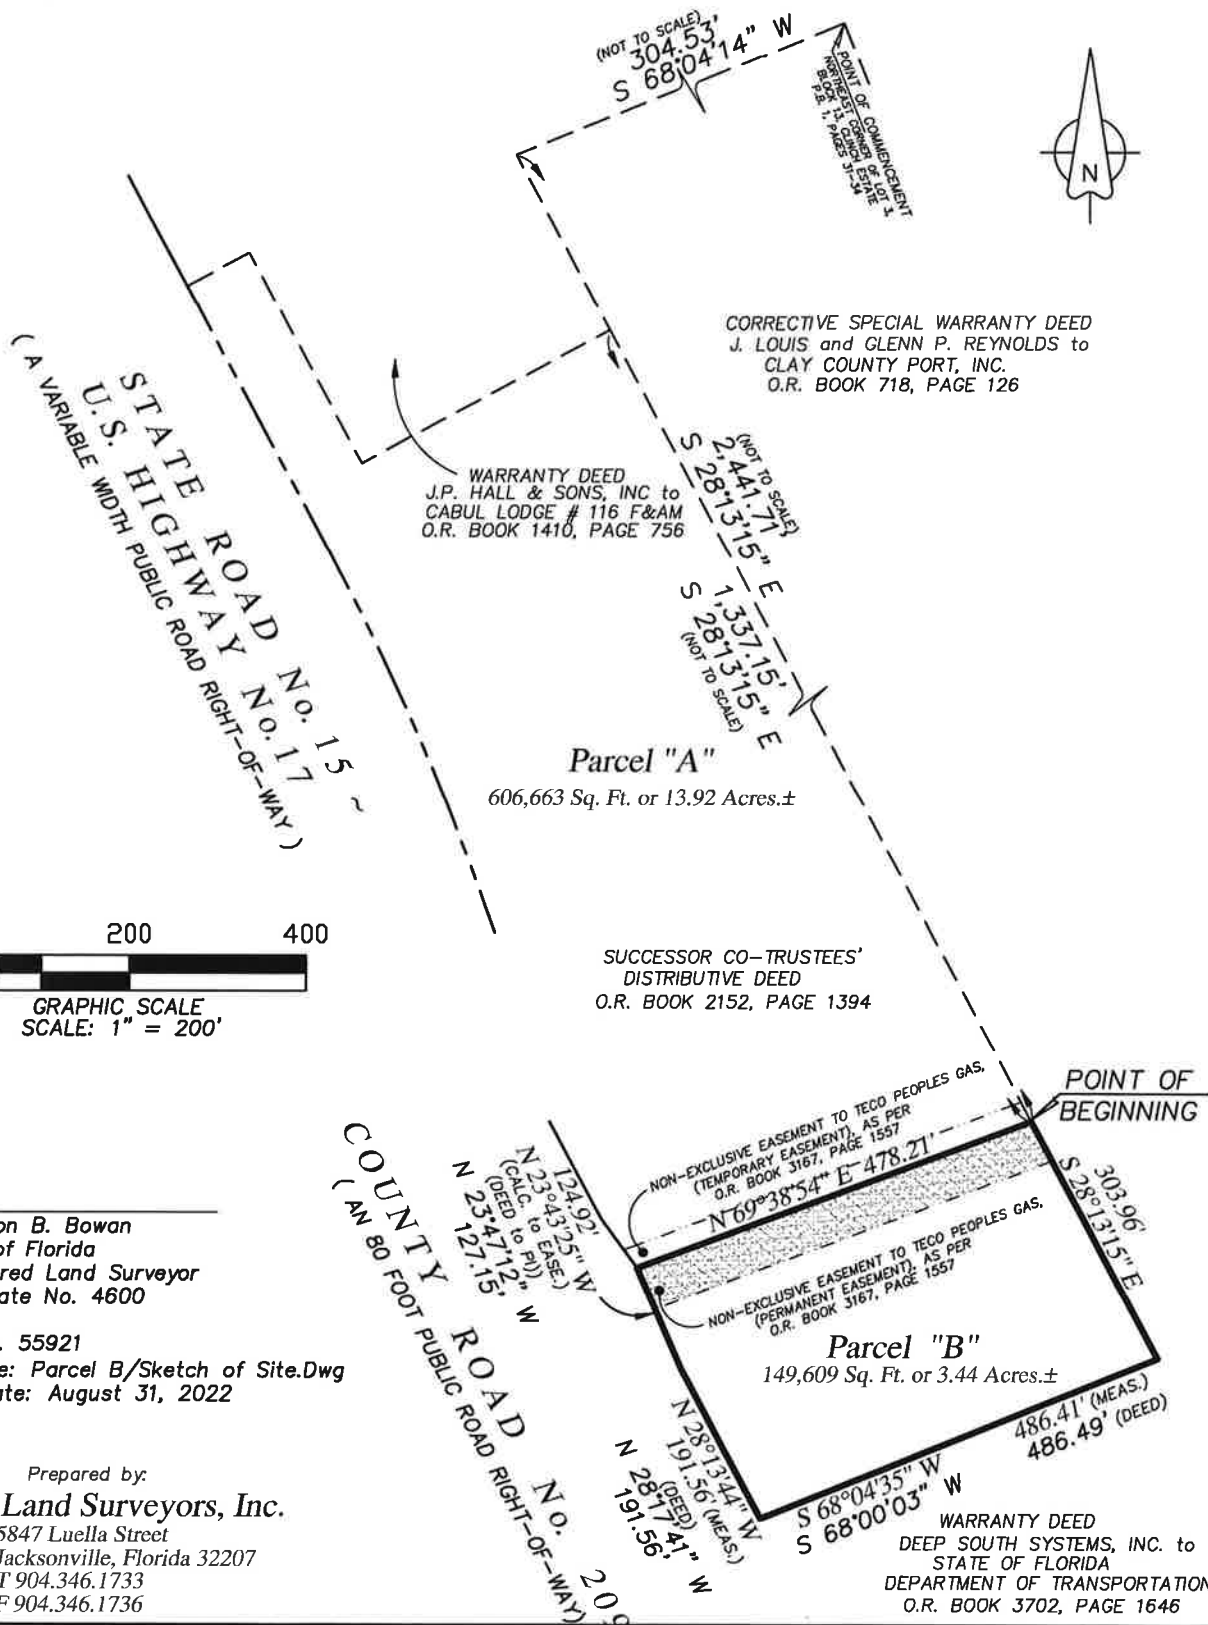 (NOT TO SCALE)
304.53'
S 68°04'14" W
POINT OF COMMENCEMENT
NORTHEAST CORNER OF LOT 3,
BLOCK 13, CLINCH ESTATE
P.B. 1, PAGES 31-34
N
CORRECTIVE SPECIAL WARRANTY DEED
J. LOUIS and GLENN P. REYNOLDS to
CLAY COUNTY PORT, INC.
O.R. BOOK 718, PAGE 126
STATE ROAD No. 15 ~
U.S. HIGHWAY No. 17
( A VARIABLE WIDTH PUBLIC ROAD RIGHT-OF-WAY )
WARRANTY DEED
J.P. HALL & SONS, INC to
CABUL LODGE # 116 F&AM
O.R. BOOK 1410, PAGE 756
(NOT TO SCALE)
2,441.71'
S 28°13'15" E
1,337.15'
S 28°13'15" E
(NOT TO SCALE)
Parcel "A"
606,663 Sq. Ft. or 13.92 Acres.±
200 400
GRAPHIC SCALE
SCALE: 1" = 200'
SUCCESSOR CO-TRUSTEES'
DISTRIBUTIVE DEED
O.R. BOOK 2152, PAGE 1394
POINT OF
BEGINNING
NON-EXCLUSIVE EASEMENT TO TECO PEOPLES GAS,
(TEMPORARY EASEMENT), AS PER
O.R. BOOK 3167, PAGE 1557
N 69°38'54" E 478.21'
124.92'
N 23°43'25" W
(CALC. to EASE.)
(DEED to PI)
N 23°47'12" W
127.15'
303.96'
S 28°13'15" E
NON-EXCLUSIVE EASEMENT TO TECO PEOPLES GAS,
(PERMANENT EASEMENT), AS PER
O.R. BOOK 3167, PAGE 1557
Parcel "B"
149,609 Sq. Ft. or 3.44 Acres.±
COUNTY ROAD No. 209
( AN 80 FOOT PUBLIC ROAD RIGHT-OF-WAY)
N 28°13'44" W
191.56' (MEAS.)
(DEED)
N 28°17'41" W
191.56'
486.41' (MEAS.)
486.49' (DEED)
S 68°04'35" W
S 68°00'03" W
WARRANTY DEED
DEEP SOUTH SYSTEMS, INC. to
STATE OF FLORIDA
DEPARTMENT OF TRANSPORTATION
O.R. BOOK 3702, PAGE 1646
on B. Bowan
of Florida
red Land Surveyor
ate No. 4600
. 55921
e: Parcel B/Sketch of Site.Dwg
ate: August 31, 2022
Prepared by:
Land Surveyors, Inc.
5847 Luella Street
Jacksonville, Florida 32207
T 904.346.1733
F 904.346.1736